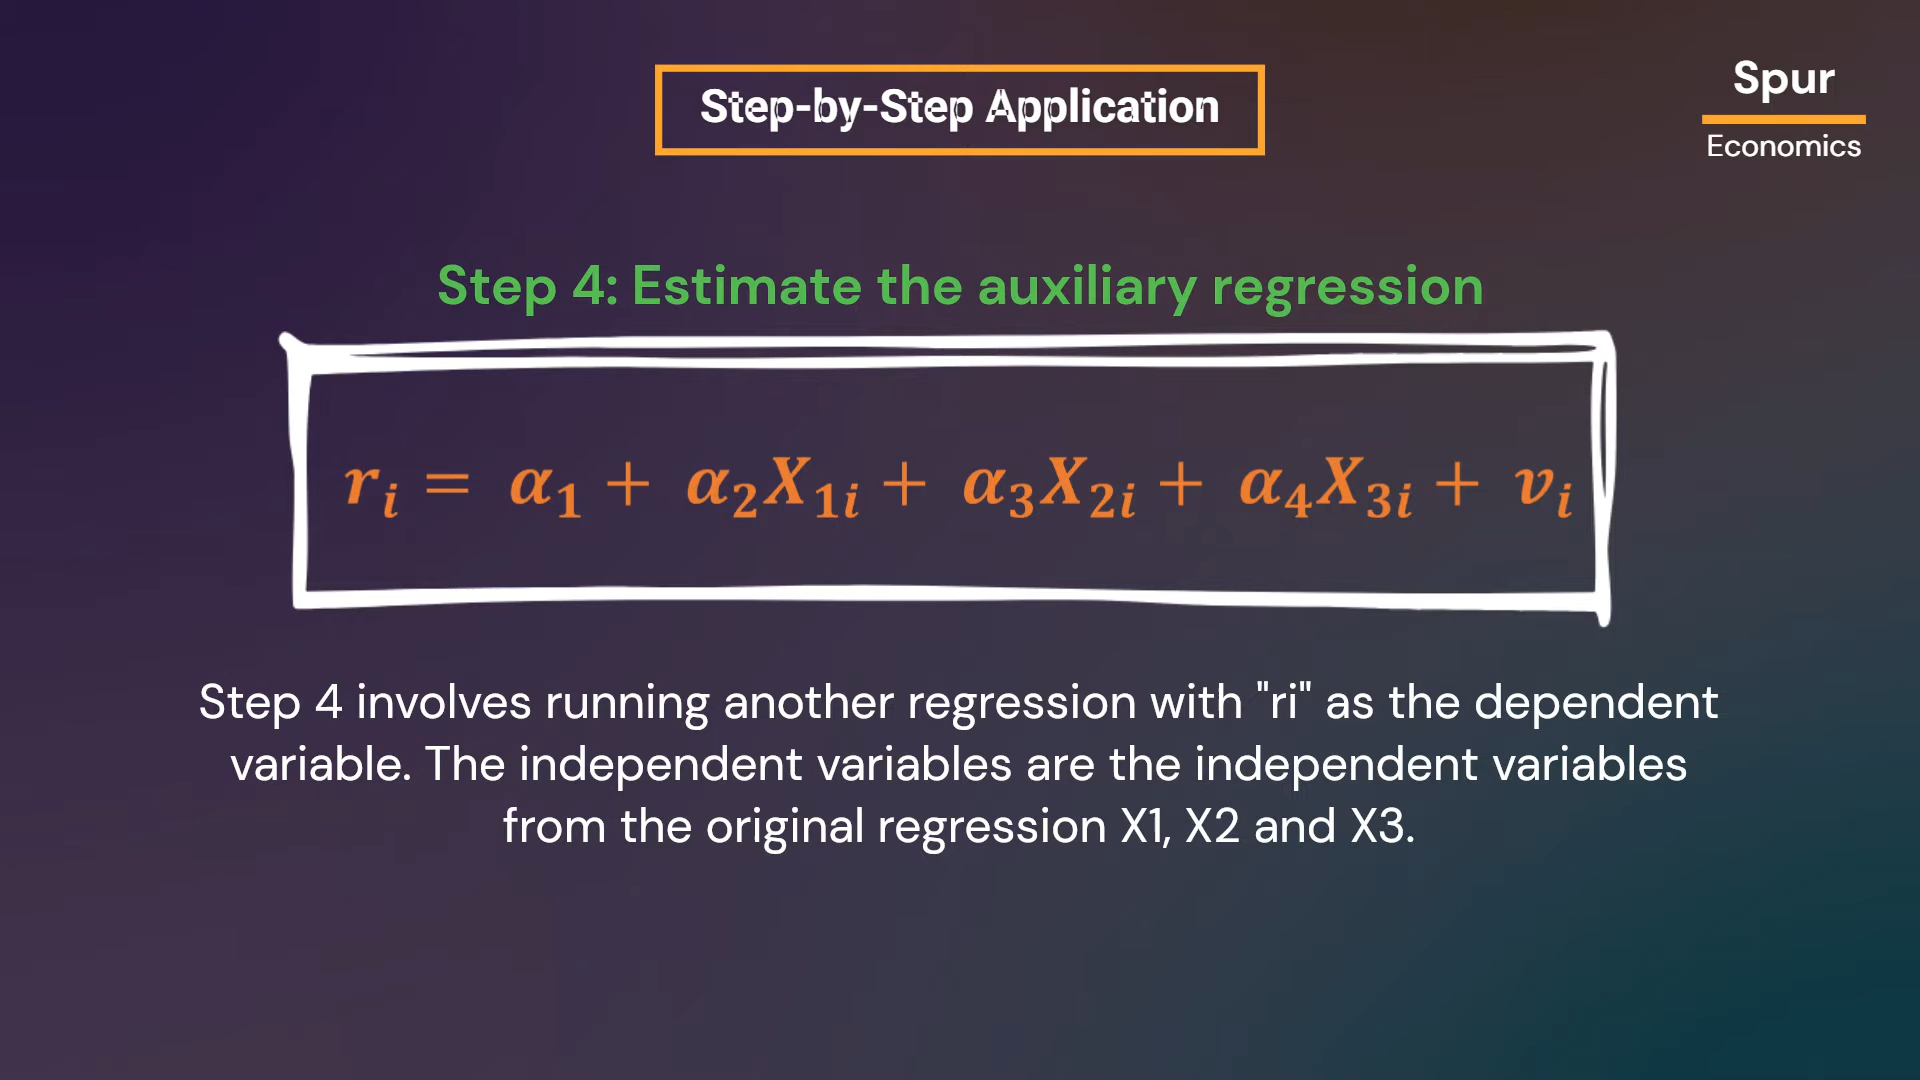 Step-by-Step Application
Spur
Economics
Step 4: Estimate the auxiliary regression
rᵢ = α₁ + α₂X₁ᵢ + α₃X₂ᵢ + α₄X₃ᵢ + vᵢ
Step 4 involves running another regression with "ri" as the dependent
variable. The independent variables are the independent variables
from the original regression X1, X2 and X3.